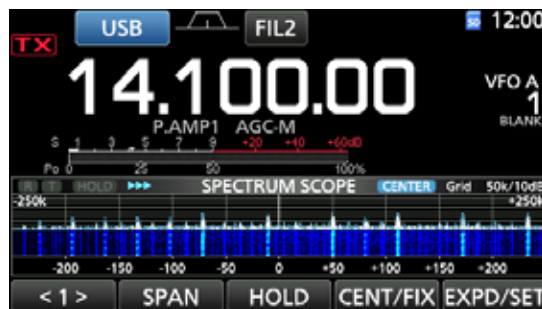 USB FIL2 SD 12:00
TX
14.100.00 VFO A
1
P.AMP1 AGC-M BLANK
S 1 3 5 7 9 +20 +40 +60dB
Po 0 25 50 100%
R T HOLD SPECTRUM SCOPE CENTER Grid 50k/10dB
-250k +250k
-200 -150 -100 -50 0 +50 +100 +150 +200
< 1 > SPAN HOLD CENT/FIX EXPD/SET